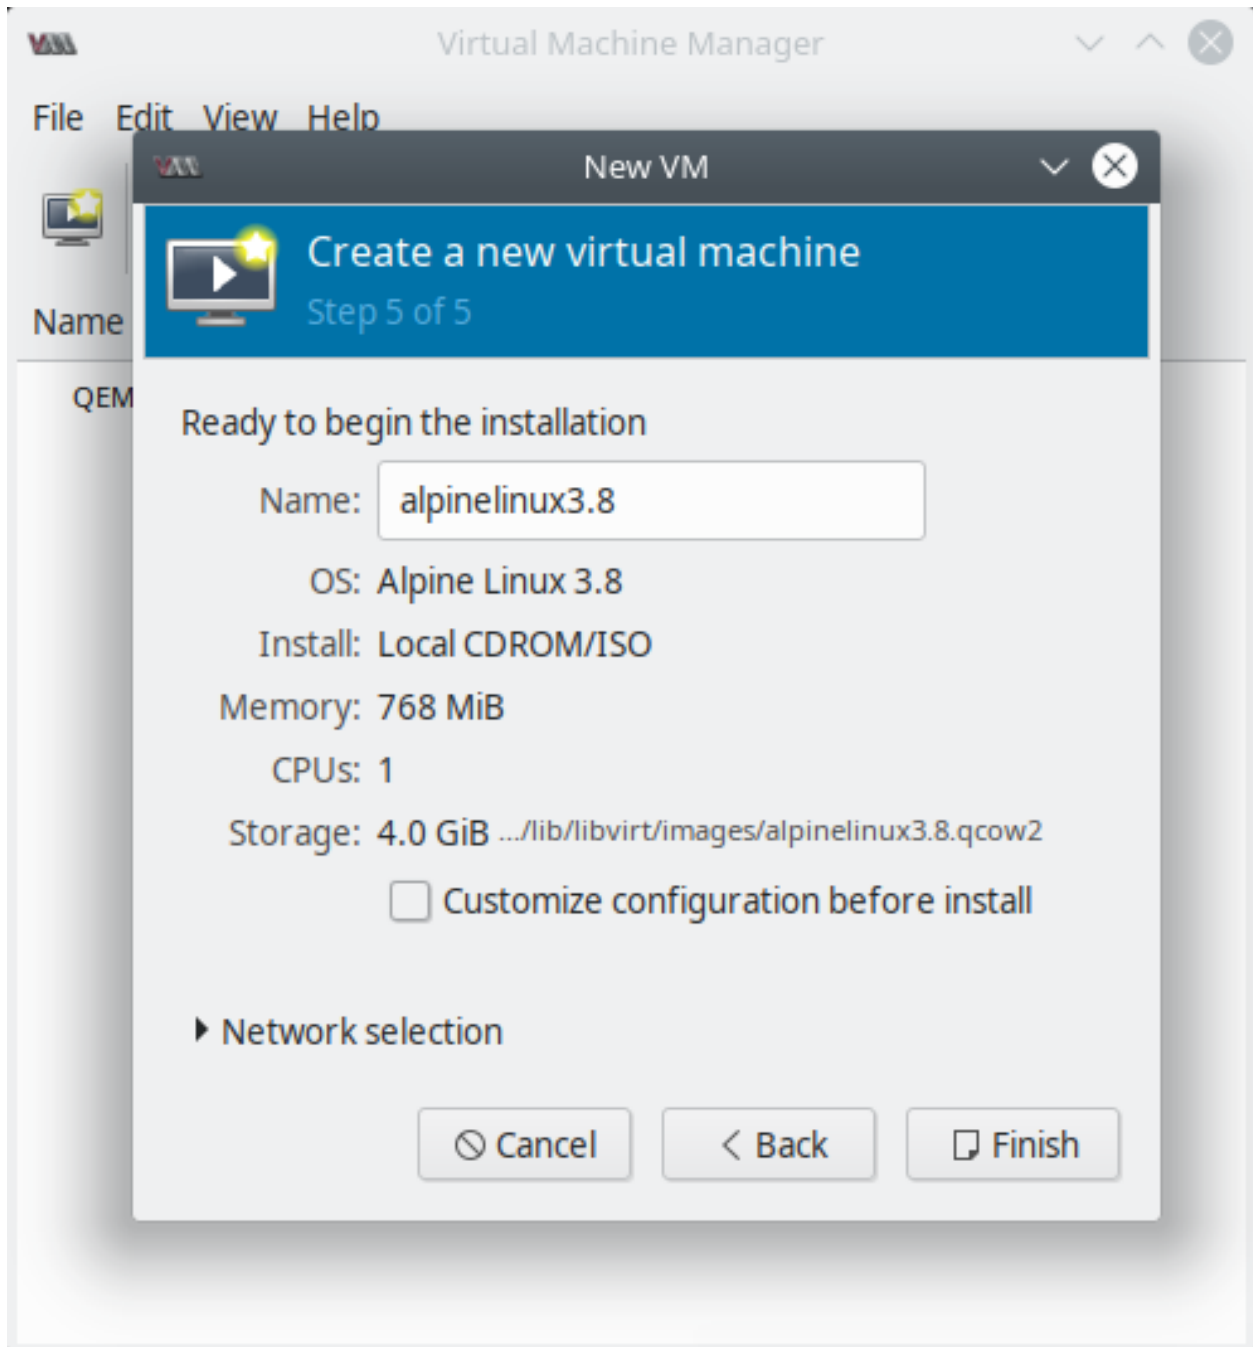 Virtual Machine Manager
File Edit View Help
New VM
Create a new virtual machine
Step 5 of 5
Name
QEM
Ready to begin the installation
Name: alpinelinux3.8
OS: Alpine Linux 3.8
Install: Local CDROM/ISO
Memory: 768 MiB
CPUs: 1
Storage: 4.0 GiB .../lib/libvirt/images/alpinelinux3.8.qcow2
Customize configuration before install
Network selection
Cancel Back Finish